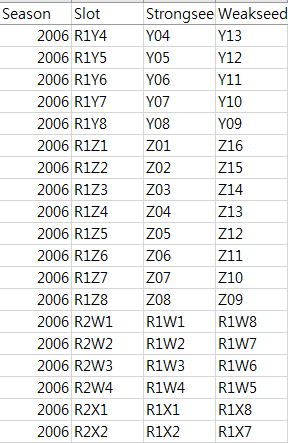 Season Slot Strongsee Weakseed
2006 R1Y4 Y04 Y13
2006 R1Y5 Y05 Y12
2006 R1Y6 Y06 Y11
2006 R1Y7 Y07 Y10
2006 R1Y8 Y08 Y09
2006 R1Z1 Z01 Z16
2006 R1Z2 Z02 Z15
2006 R1Z3 Z03 Z14
2006 R1Z4 Z04 Z13
2006 R1Z5 Z05 Z12
2006 R1Z6 Z06 Z11
2006 R1Z7 Z07 Z10
2006 R1Z8 Z08 Z09
2006 R2W1 R1W1 R1W8
2006 R2W2 R1W2 R1W7
2006 R2W3 R1W3 R1W6
2006 R2W4 R1W4 R1W5
2006 R2X1 R1X1 R1X8
2006 R2X2 R1X2 R1X7